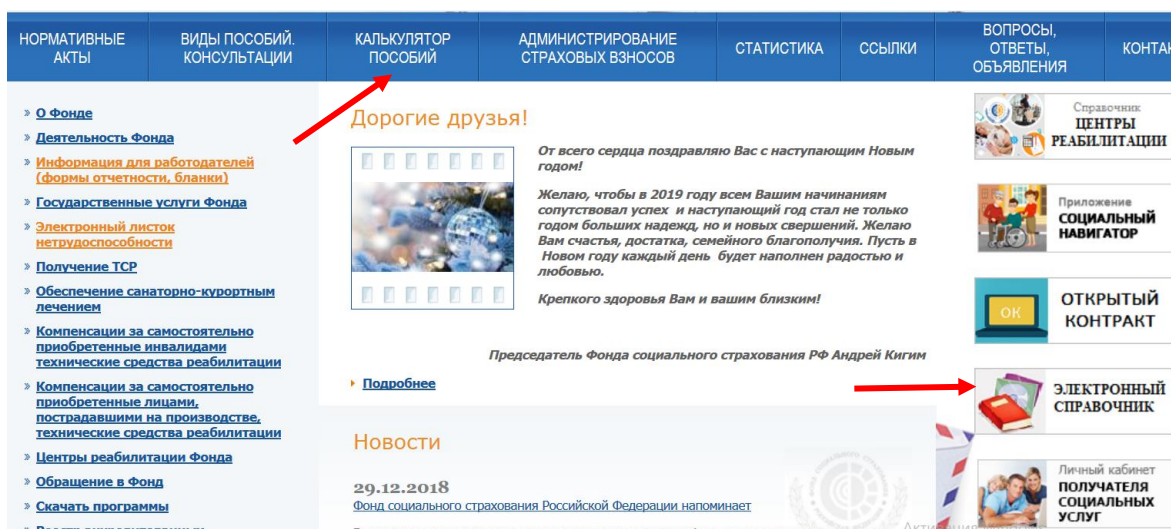 НОРМАТИВНЫЕ
АКТЫ
ВИДЫ ПОСОБИЙ.
КОНСУЛЬТАЦИИ
КАЛЬКУЛЯТОР
ПОСОБИЙ
АДМИНИСТРИРОВАНИЕ
СТРАХОВЫХ ВЗНОСОВ
СТАТИСТИКА
ССЫЛКИ
ВОПРОСЫ,
ОТВЕТЫ,
ОБЪЯВЛЕНИЯ
КОНТАК
» О Фонде
» Деятельность Фонда
» Информация для работодателей
(формы отчетности, бланки)
» Государственные услуги Фонда
» Электронный листок
нетрудоспособности
» Получение ТСР
» Обеспечение санаторно-курортным
лечением
» Компенсации за самостоятельно
приобретенные инвалидами
технические средства реабилитации
» Компенсации за самостоятельно
приобретенные лицами,
пострадавшими на производстве,
технические средства реабилитации
» Центры реабилитации Фонда
» Обращение в Фонд
» Скачать программы
Дорогие друзья!
От всего сердца поздравляю Вас с наступающим Новым
годом!
Желаю, чтобы в 2019 году всем Вашим начинаниям
сопутствовал успех и наступающий год стал не только
годом больших надежд, но и новых свершений. Желаю
Вам счастья, достатка, семейного благополучия. Пусть в
Новом году каждый день будет наполнен радостью и
любовью.
Крепкого здоровья Вам и вашим близким!
Председатель Фонда социального страхования РФ Андрей Кигим
Подробнее
Новости
29.12.2018
Фонд социального страхования Российской Федерации напоминает
Справочник
ЦЕНТРЫ
РЕАБИЛИТАЦИИ
Приложение
СОЦИАЛЬНЫЙ
НАВИГАТОР
ОК
ОТКРЫТЫЙ
КОНТРАКТ
ЭЛЕКТРОННЫЙ
СПРАВОЧНИК
Личный кабинет
ПОЛУЧАТЕЛЯ
СОЦИАЛЬНЫХ
УСЛУГ